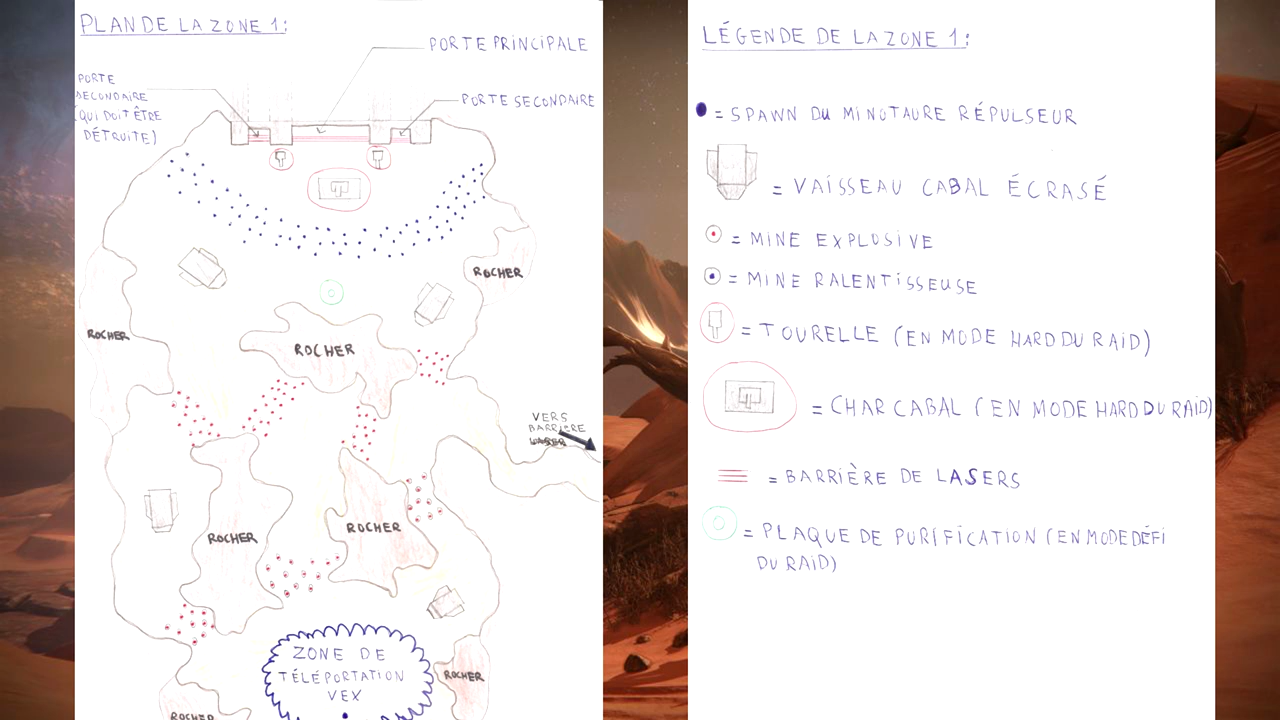 PLAN DE LA ZONE 1:
PORTE PRINCIPALE
PORTE
SECONDAIRE
(QUI DOIT ÊTRE
DÉTRUITE)
PORTE SECONDAIRE
ROCHER
ROCHER
ROCHER
VERS
BARRIÈRE
LASER
ROCHER
ROCHER
ZONE DE
TÉLÉPORTATION
VEX
ROCHER
ROCHER
LÉGENDE DE LA ZONE 1:
= SPAWN DU MINOTAURE RÉPULSEUR
= VAISSEAU CABAL ÉCRASÉ
= MINE EXPLOSIVE
= MINE RALENTISSEUSE
= TOURELLE (EN MODE HARD DU RAID)
= CHAR CABAL (EN MODE HARD DU RAID)
= BARRIÈRE DE LASERS
= PLAQUE DE PURIFICATION (EN MODE DÉFI
DU RAID)